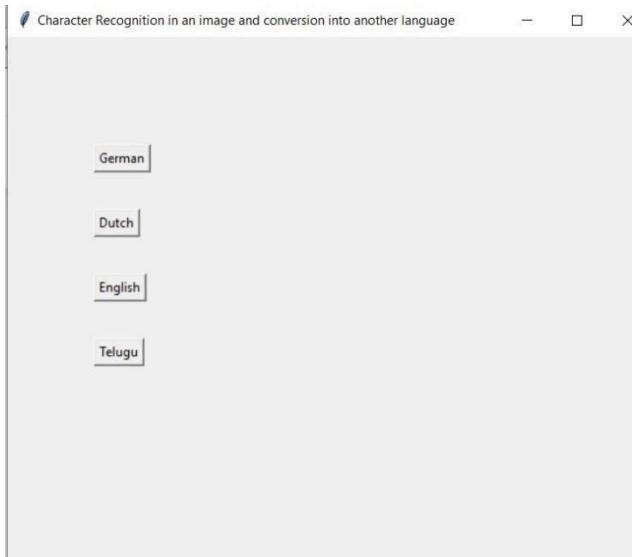 Character Recognition in an image and conversion into another language
German
Dutch
English
Telugu